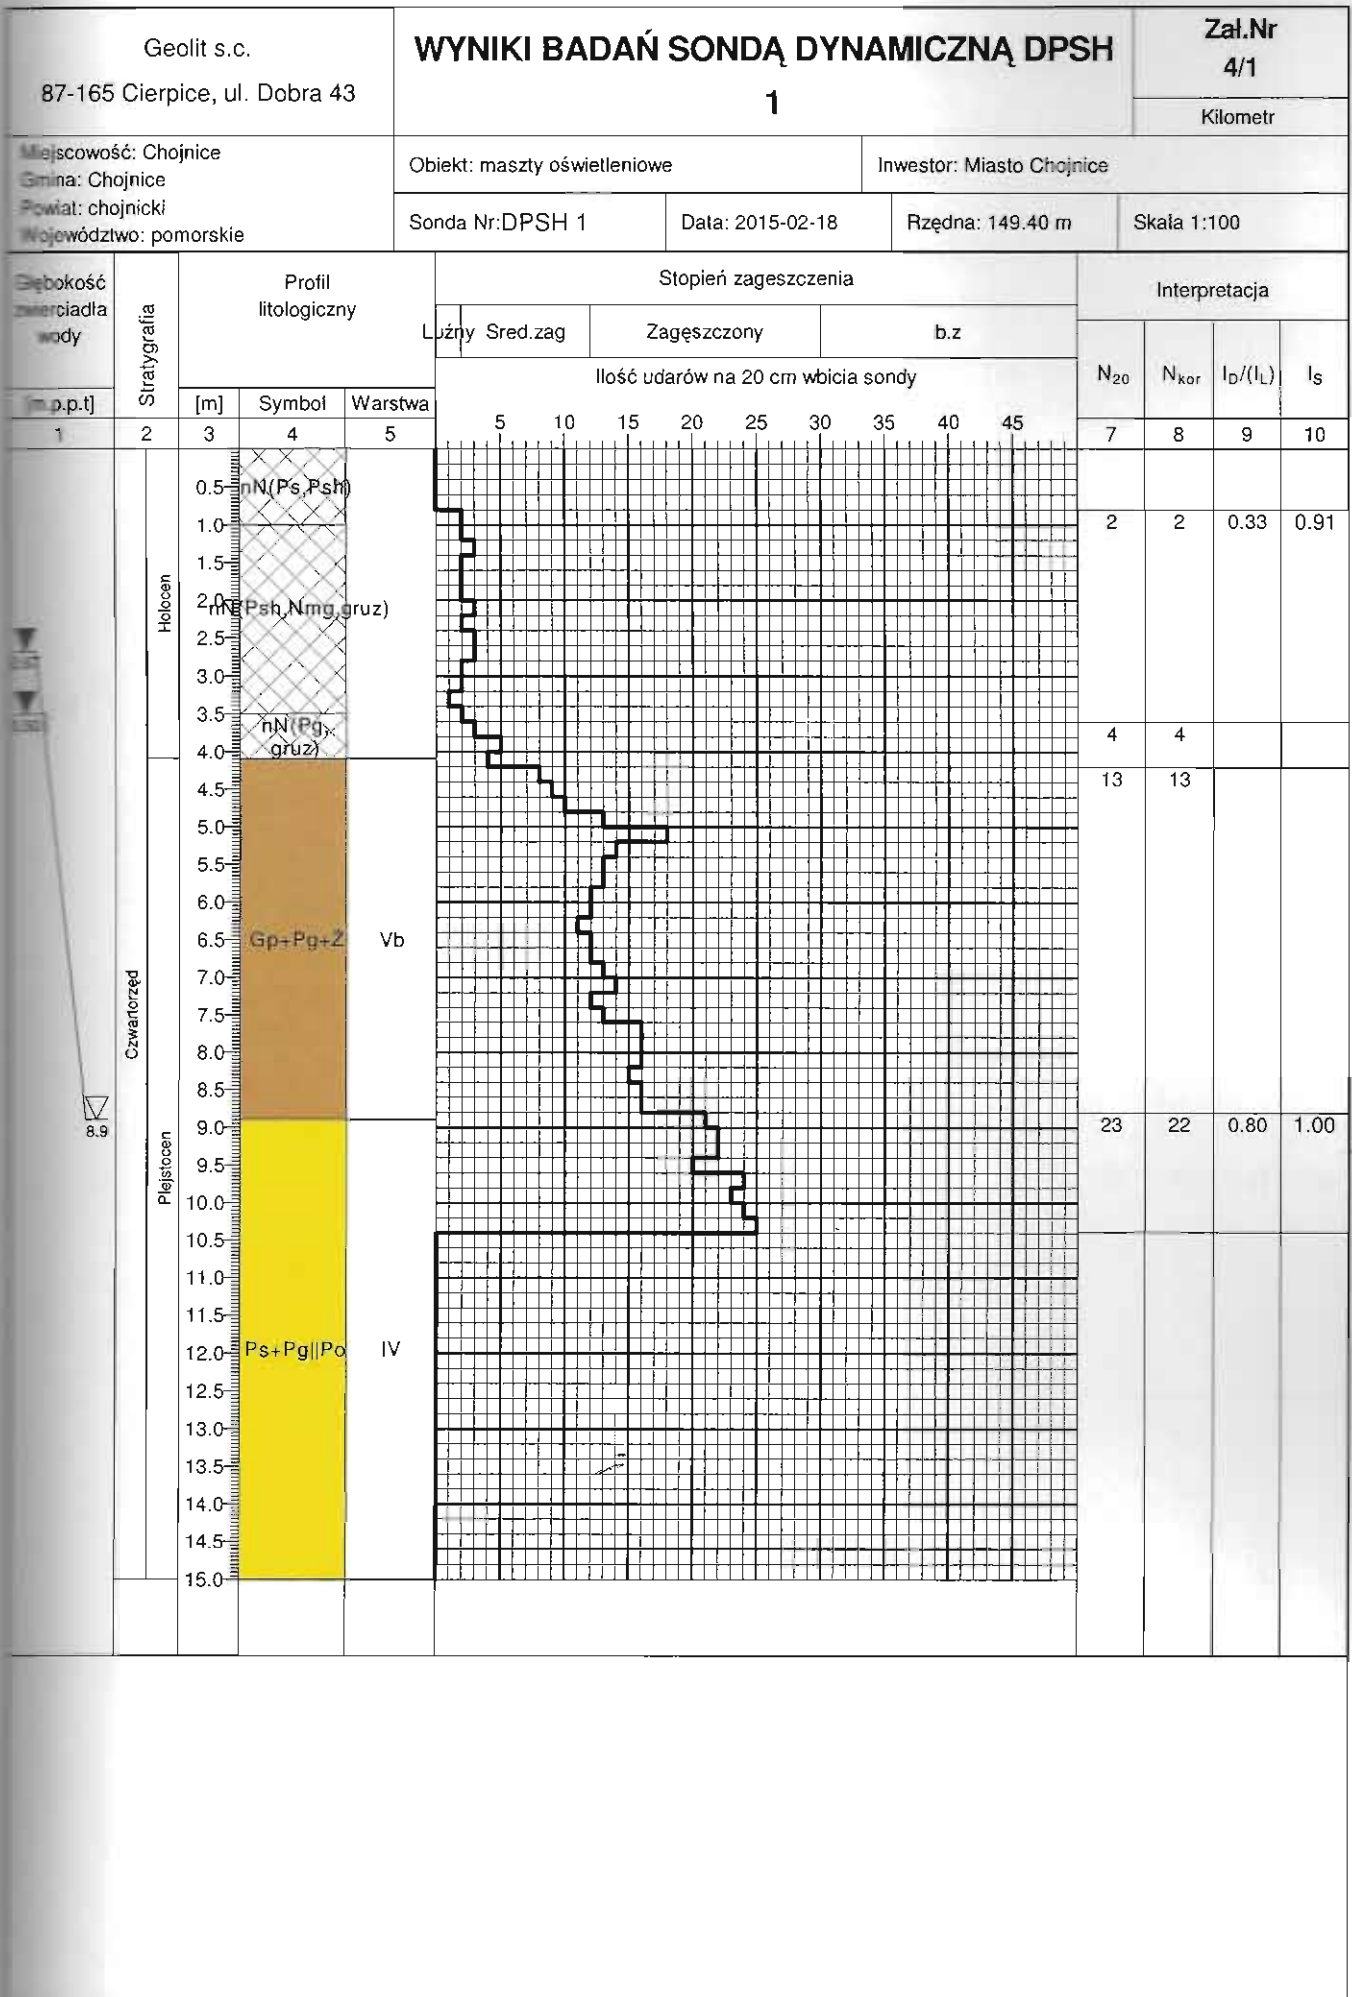 Geolit s.c.
87-165 Cierpice, ul. Dobra 43
WYNIKI BADAŃ SONDĄ DYNAMICZNĄ DPSH
1
Zał.Nr
4/1
Kilometr
Miejscowość: Chojnice
Gmina: Chojnice
Powiat: chojnicki
Województwo: pomorskie
Obiekt: maszty oświetleniowe
Inwestor: Miasto Chojnice
Sonda Nr:DPSH 1
Data: 2015-02-18
Rzędna: 149.40 m
Skala 1:100
Głębokość
zwierciadła
wody
[m.p.p.t]
Stratygrafia
Profil
litologiczny
[m]
Symbol
Warstwa
Stopień zageszczenia
Luźny
Sred.zag
Zagęszczony
b.z
Ilość udarów na 20 cm wbicia sondy
5 10 15 20 25 30 35 40 45
Interpretacja
N20
Nkor
ID/(IL)
IS
1 2 3 4 5 7 8 9 10
0.5
1.0
1.5
2.0
2.5
3.0
3.5
4.0
4.5
5.0
5.5
6.0
6.5
7.0
7.5
8.0
8.5
9.0
9.5
10.0
10.5
11.0
11.5
12.0
12.5
13.0
13.5
14.0
14.5
15.0
8.9
Czwartorzęd
Holocen
Plejstocen
nN(Ps,Psh)
nN(Psh,Nmg,gruz)
nN(Pg,
gruz)
Gp+Pg+Ż
Vb
Ps+Pg||Po
IV
2 2 0.33 0.91
4 4
13 13
23 22 0.80 1.00